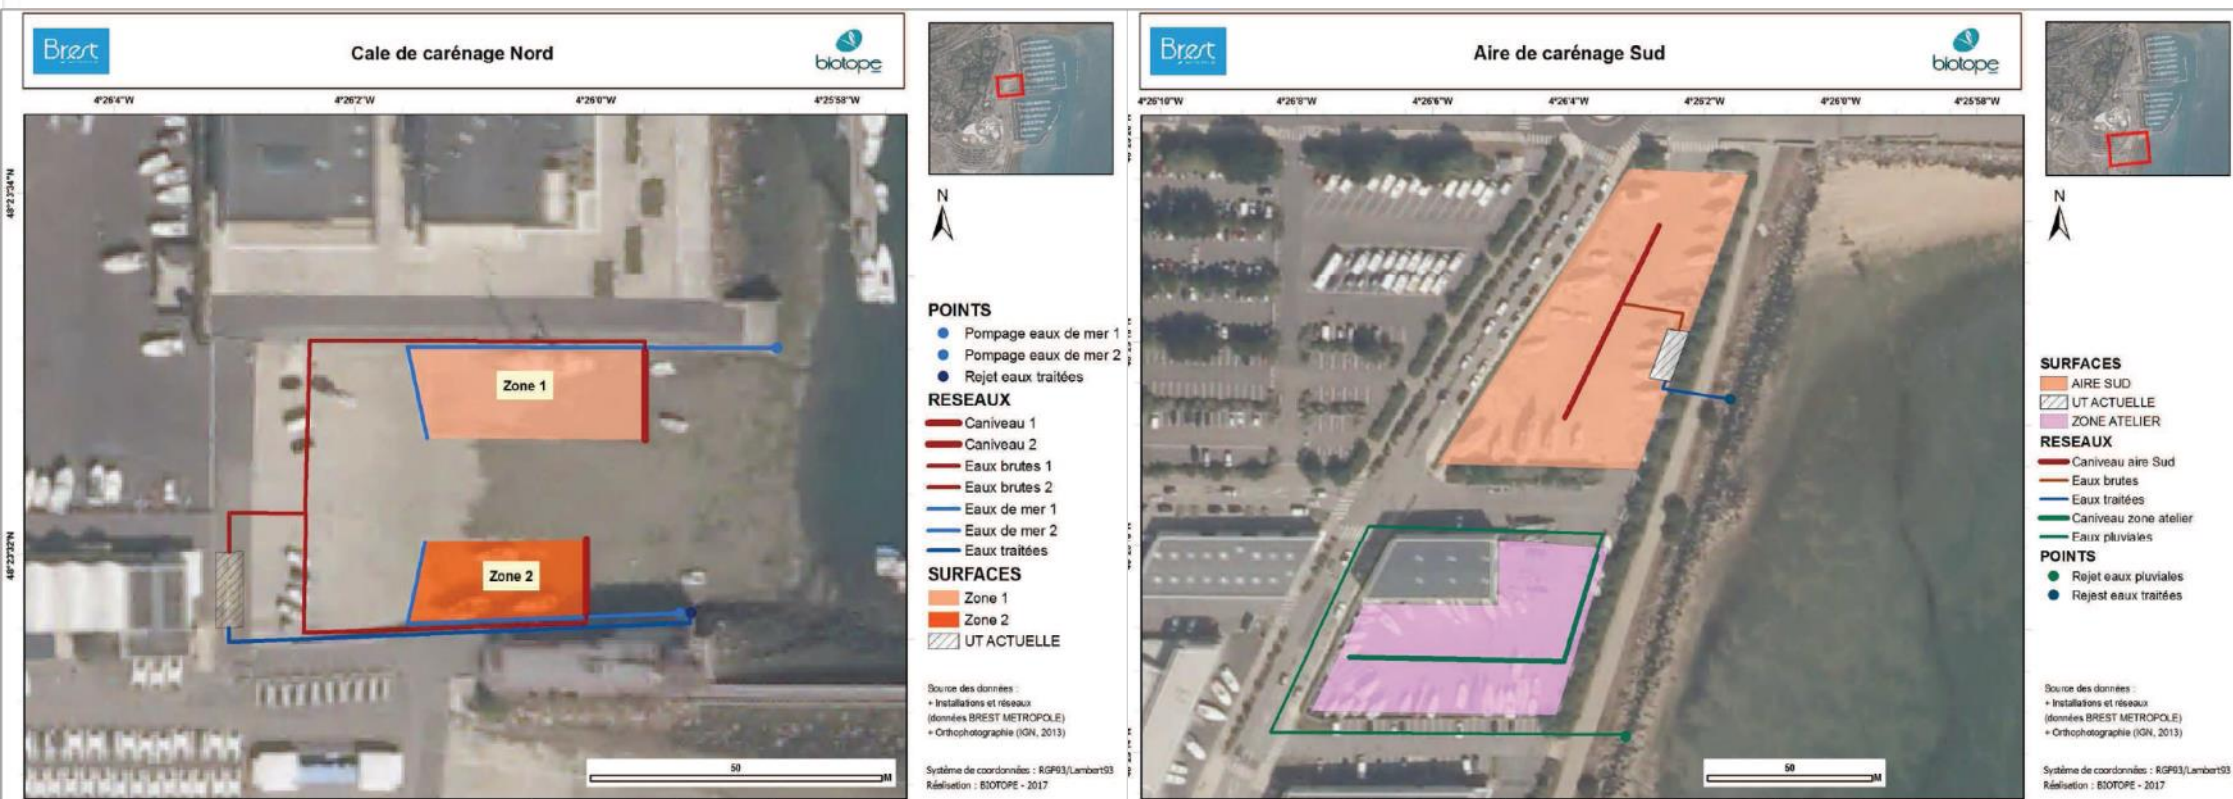 Brest
Cale de carénage Nord
biotope
4°26'4"W
4°26'2"W
4°26'0"W
4°25'58"W
48°23'34"N
48°23'32"N
Zone 1
Zone 2
50
M
N
POINTS
Pompage eaux de mer 1
Pompage eaux de mer 2
Rejet eaux traitées
RESEAUX
Caniveau 1
Caniveau 2
Eaux brutes 1
Eaux brutes 2
Eaux de mer 1
Eaux de mer 2
Eaux traitées
SURFACES
Zone 1
Zone 2
UT ACTUELLE
Source des données :
+ Installations et réseaux
(données BREST METROPOLE)
+ Orthophotographie (IGN, 2013)
Système de coordonnées : RGF93/Lambert93
Réalisation : BIOTOPE - 2017
Brest
Aire de carénage Sud
biotope
4°26'10"W
4°26'8"W
4°26'6"W
4°26'4"W
4°26'2"W
4°26'0"W
4°25'58"W
50
M
N
SURFACES
AIRE SUD
UT ACTUELLE
ZONE ATELIER
RESEAUX
Caniveau aire Sud
Eaux brutes
Eaux traitées
Caniveau zone atelier
Eaux pluviales
POINTS
Rejet eaux pluviales
Rejest eaux traitées
Source des données :
+ Installations et réseaux
(données BREST METROPOLE)
+ Orthophotographie (IGN, 2013)
Système de coordonnées : RGF93/Lambert93
Réalisation : BIOTOPE - 2017